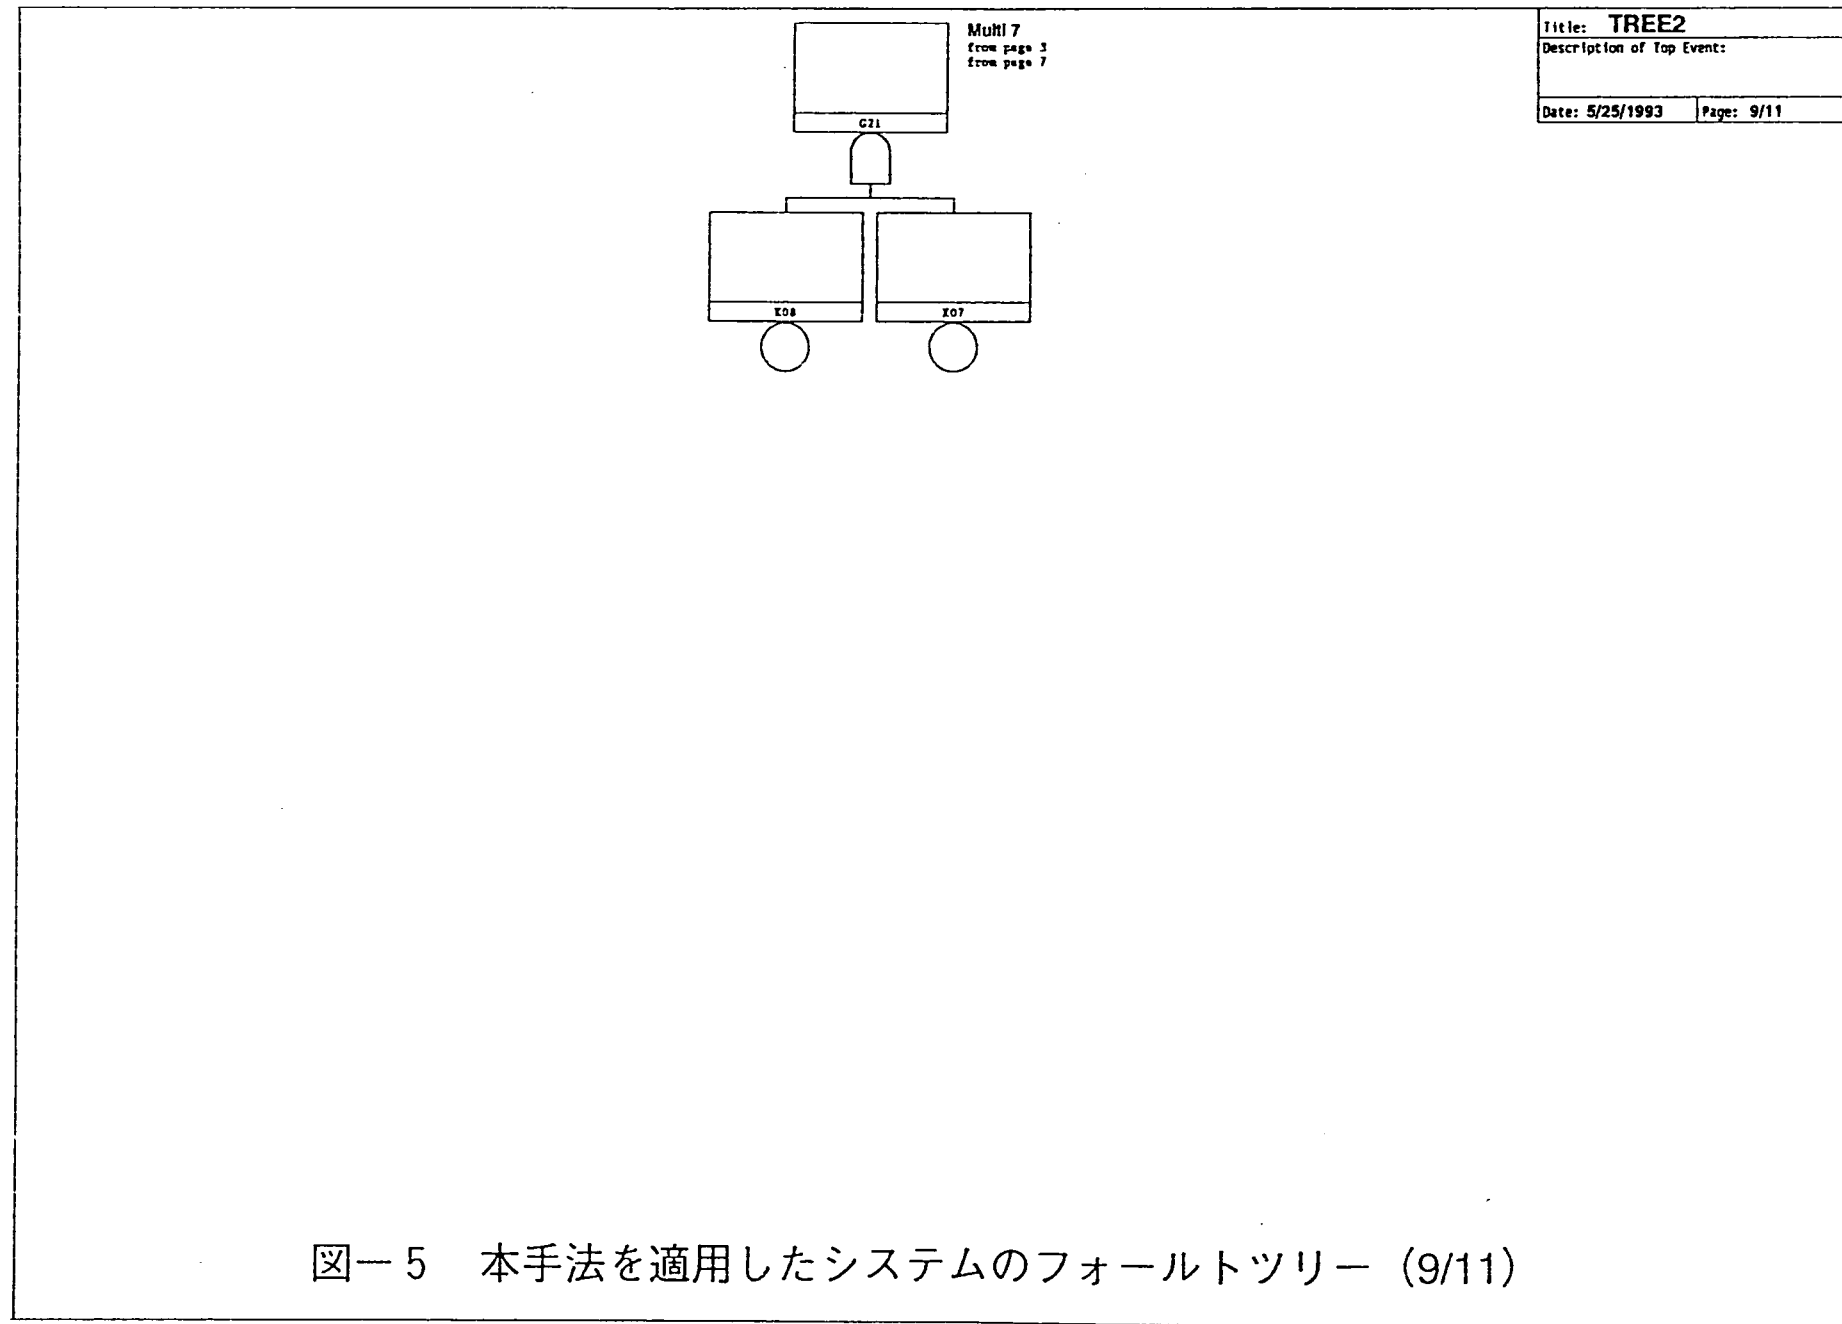 Multi 7
from page 3
from page 7
Title: TREE2
Description of Top Event:
Date: 5/25/1993 Page: 9/11
G21
X08
X07
図－5 本手法を適用したシステムのフォールトツリー (9/11)